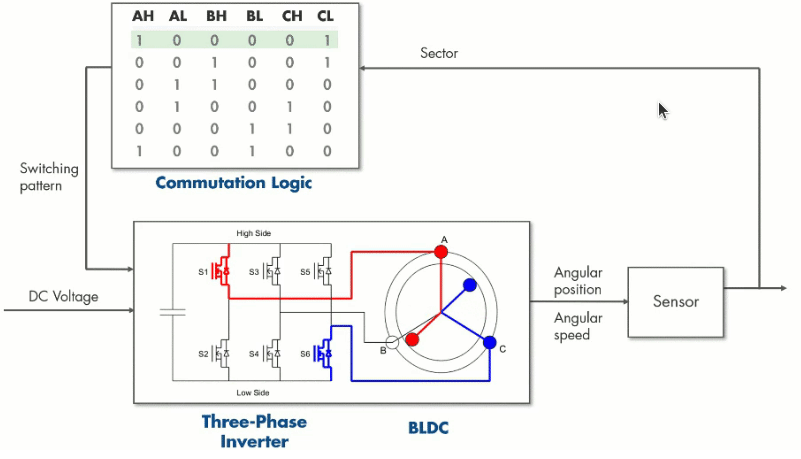 AH AL BH BL CH CL
1 0 0 0 0 1
0 0 1 0 0 1
0 1 1 0 0 0
0 1 0 0 1 0
0 0 0 1 1 0
1 0 0 1 0 0
Commutation Logic
Sector
Switching
pattern
DC Voltage
High Side
S1 S3 S5
S2 S4 S6
Low Side
A
B
C
Three-Phase
Inverter
BLDC
Angular
position
Angular
speed
Sensor